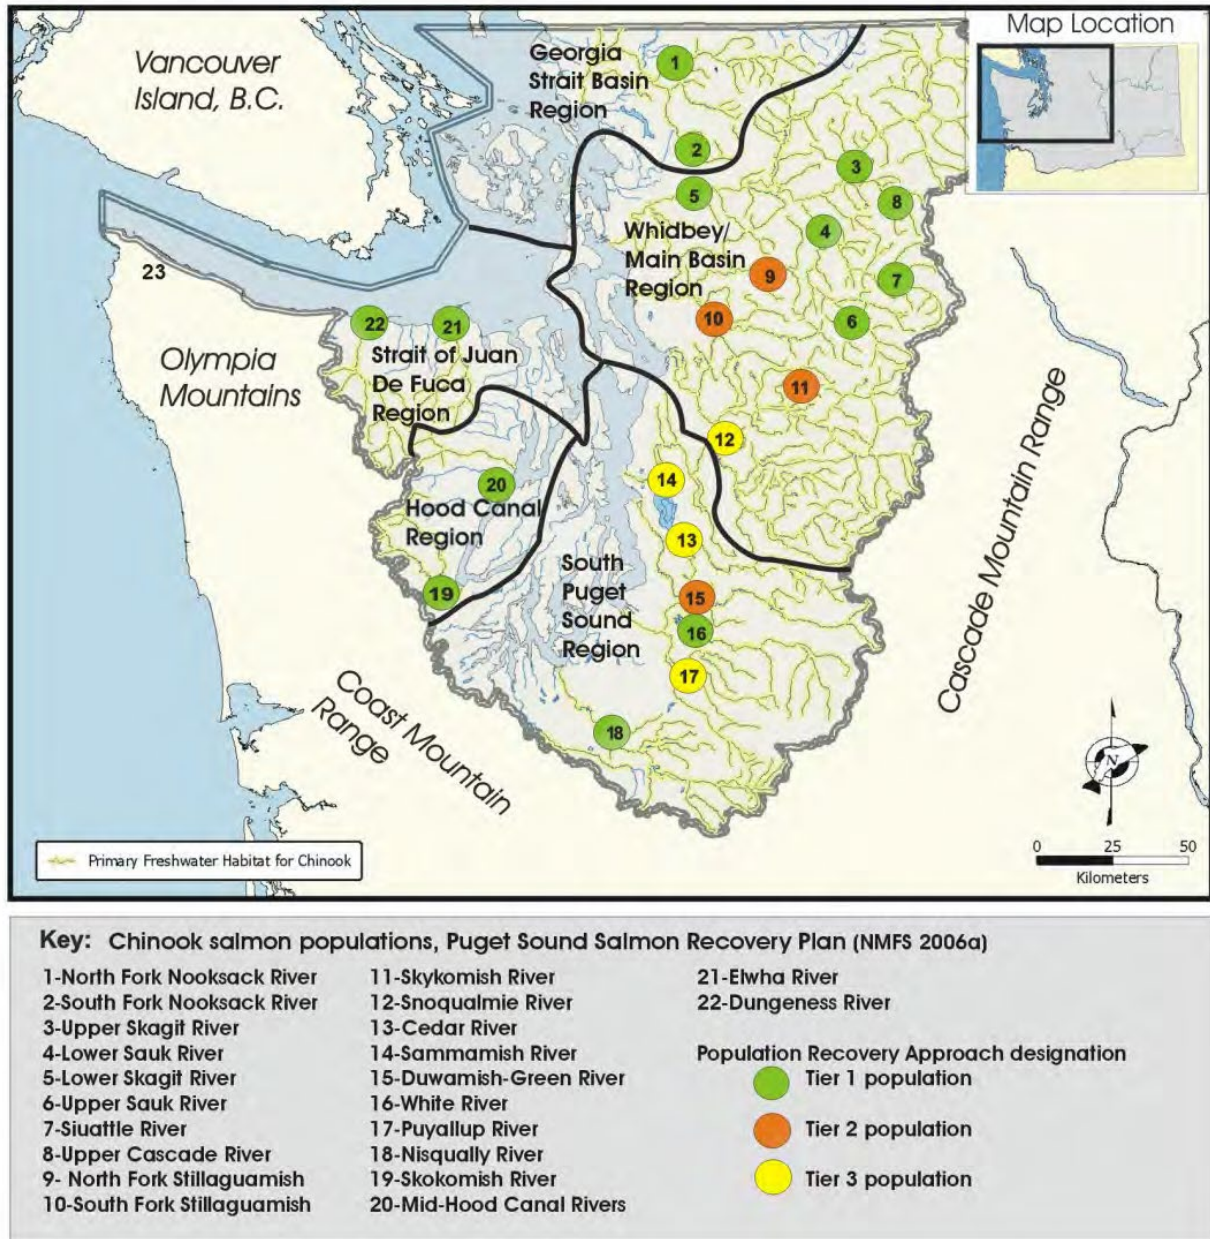 Map Location
Vancouver
Island, B.C.
Georgia
Strait Basin
Region
1
2
3
5
8
Whidbey/
Main Basin
Region
4
9
7
23
10
6
22
21
Olympia
Mountains
Strait of Juan
De Fuca
Region
11
12
Cascade Mountain Range
14
20
Hood Canal
Region
13
South
Puget
Sound
Region
19
15
16
17
Coast Mountain
Range
18
N
Primary Freshwater Habitat for Chinook
0 25 50
Kilometers
Key: Chinook salmon populations, Puget Sound Salmon Recovery Plan (NMFS 2006a)
1-North Fork Nooksack River
2-South Fork Nooksack River
3-Upper Skagit River
4-Lower Sauk River
5-Lower Skagit River
6-Upper Sauk River
7-Siuattle River
8-Upper Cascade River
9- North Fork Stillaguamish
10-South Fork Stillaguamish
11-Skykomish River
12-Snoqualmie River
13-Cedar River
14-Sammamish River
15-Duwamish-Green River
16-White River
17-Puyallup River
18-Nisqually River
19-Skokomish River
20-Mid-Hood Canal Rivers
21-Elwha River
22-Dungeness River
Population Recovery Approach designation
Tier 1 population
Tier 2 population
Tier 3 population